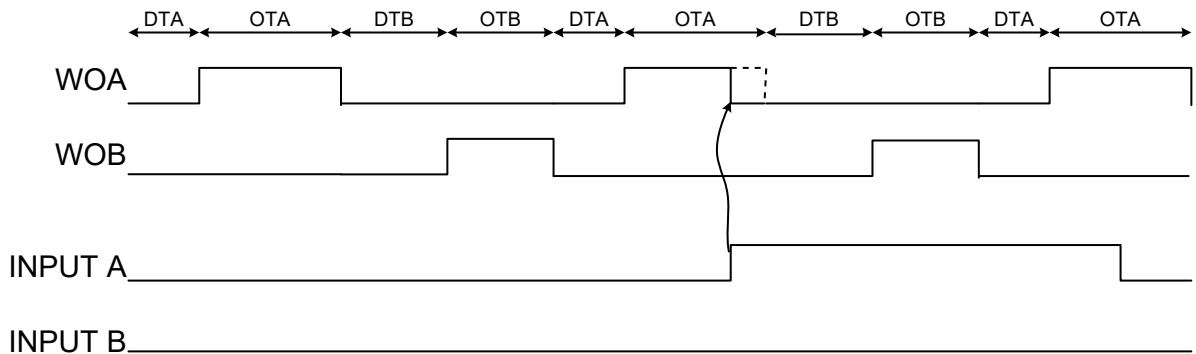 DTA OTA DTB OTB DTA OTA DTB OTB DTA OTA
WOA
WOB
INPUT A
INPUT B